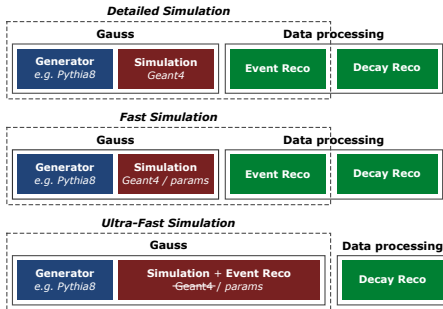 Detailed Simulation
Gauss Data processing
Generator Simulation Event Reco Decay Reco
e.g. Pythia8 Geant4
Fast Simulation
Gauss Data processing
Generator Simulation Event Reco Decay Reco
e.g. Pythia8 Geant4 / params
Ultra-Fast Simulation
Gauss Data processing
Generator Simulation + Event Reco Decay Reco
e.g. Pythia8 Geant4 / params